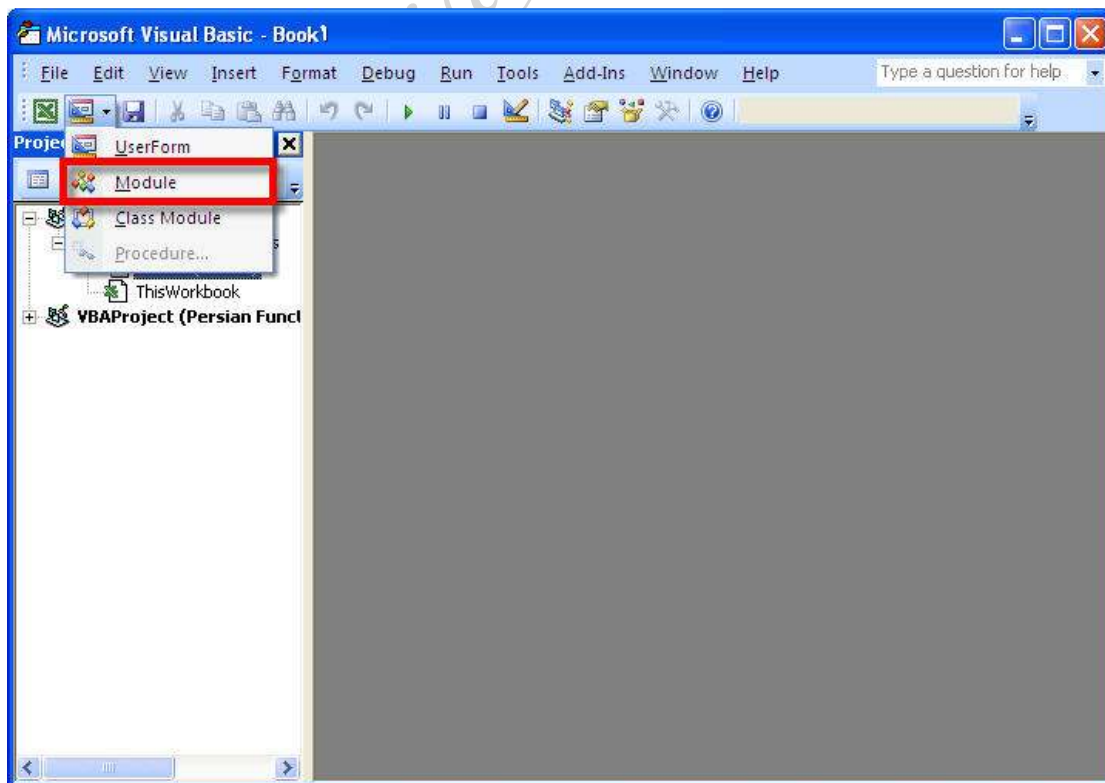 Microsoft Visual Basic - Book1
File Edit View Insert Format Debug Run Tools Add-Ins Window Help Type a question for help
UserForm
Module
Class Module
Procedure...
ThisWorkbook
VBAProject (Persian